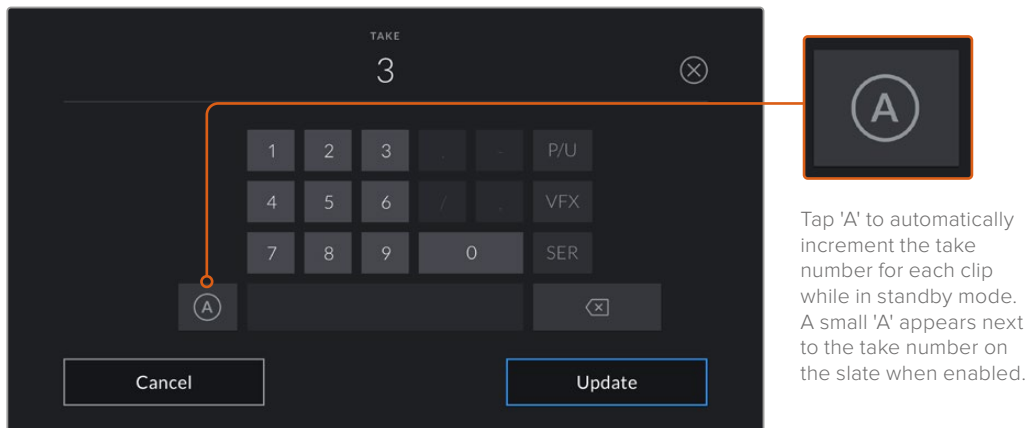 TAKE
3
1 2 3 . - P/U
4 5 6 / , VFX
7 8 9 0 SER
A
Cancel Update
A
Tap 'A' to automatically
increment the take
number for each clip
while in standby mode.
A small 'A' appears next
to the take number on
the slate when enabled.